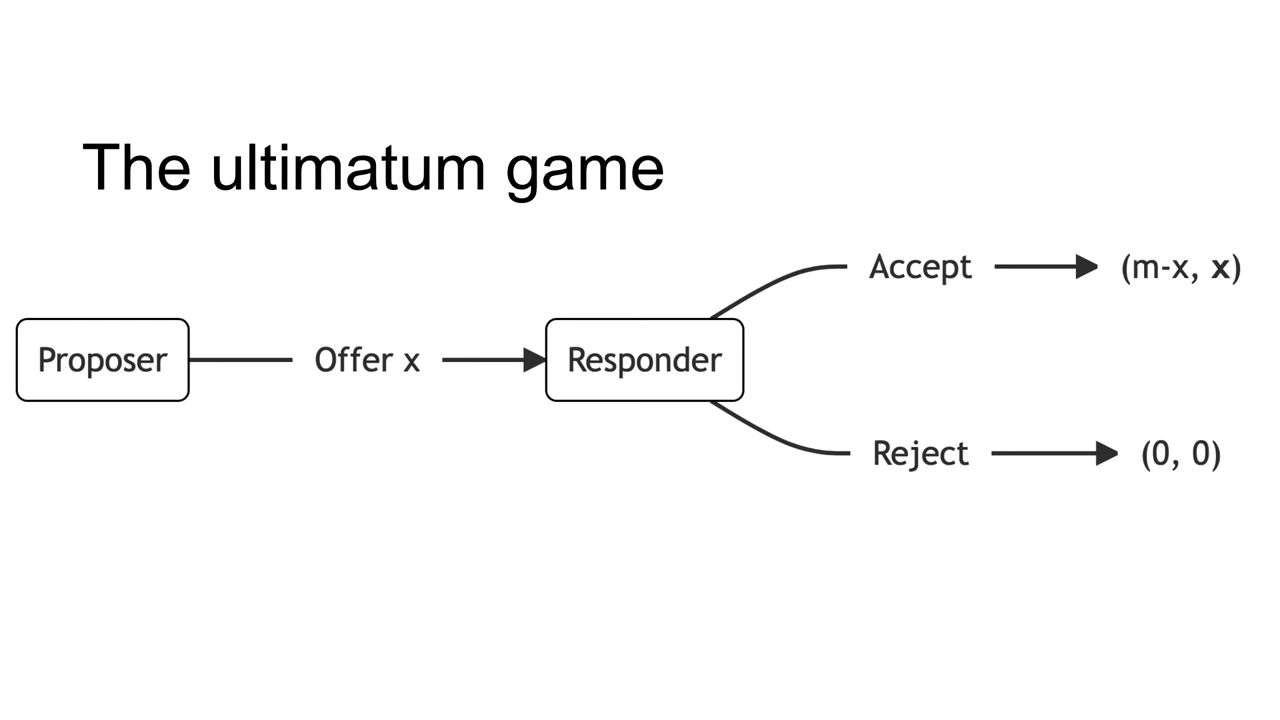 The ultimatum game
Accept
(m-x, x)
Proposer
Offer x
Responder
Reject
(0, 0)